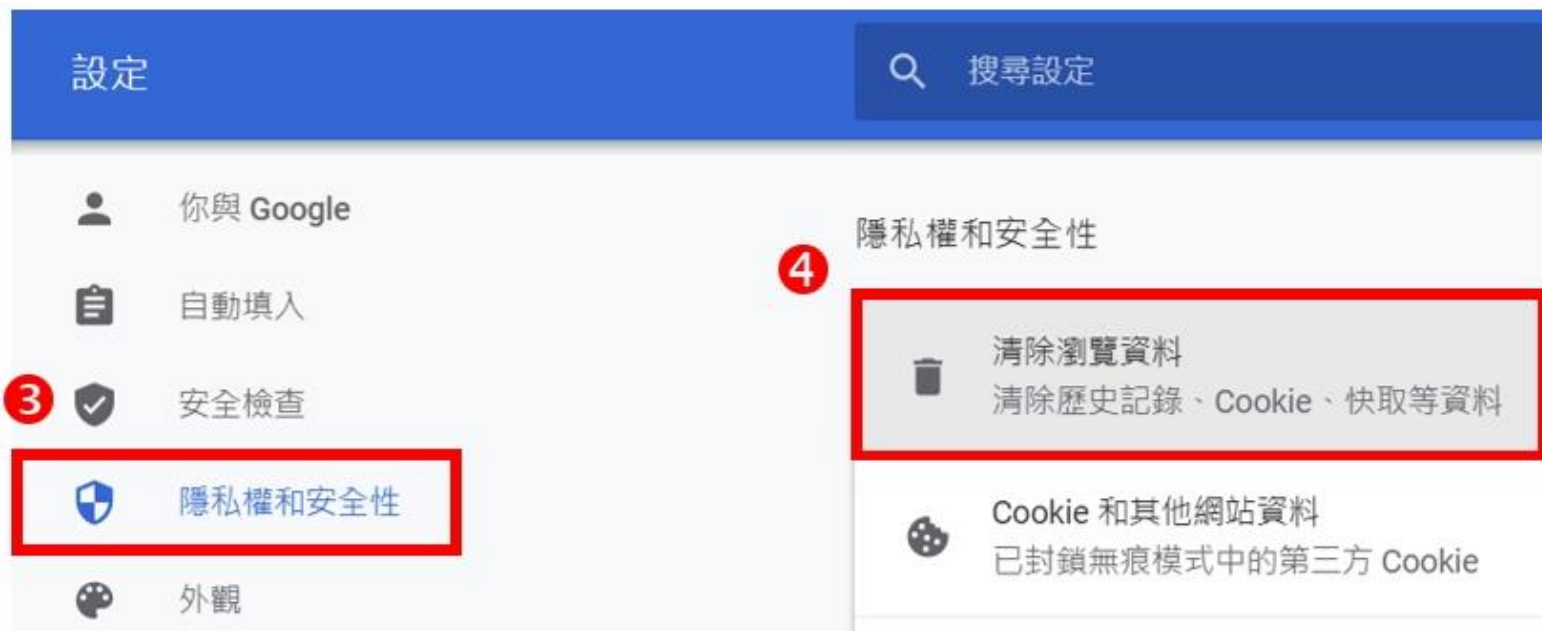 設定
搜尋設定
你與 Google
自動填入
3
安全檢查
隱私權和安全性
外觀
隱私權和安全性
4
清除瀏覽資料
清除歷史記錄、Cookie、快取等資料
Cookie 和其他網站資料
已封鎖無痕模式中的第三方 Cookie